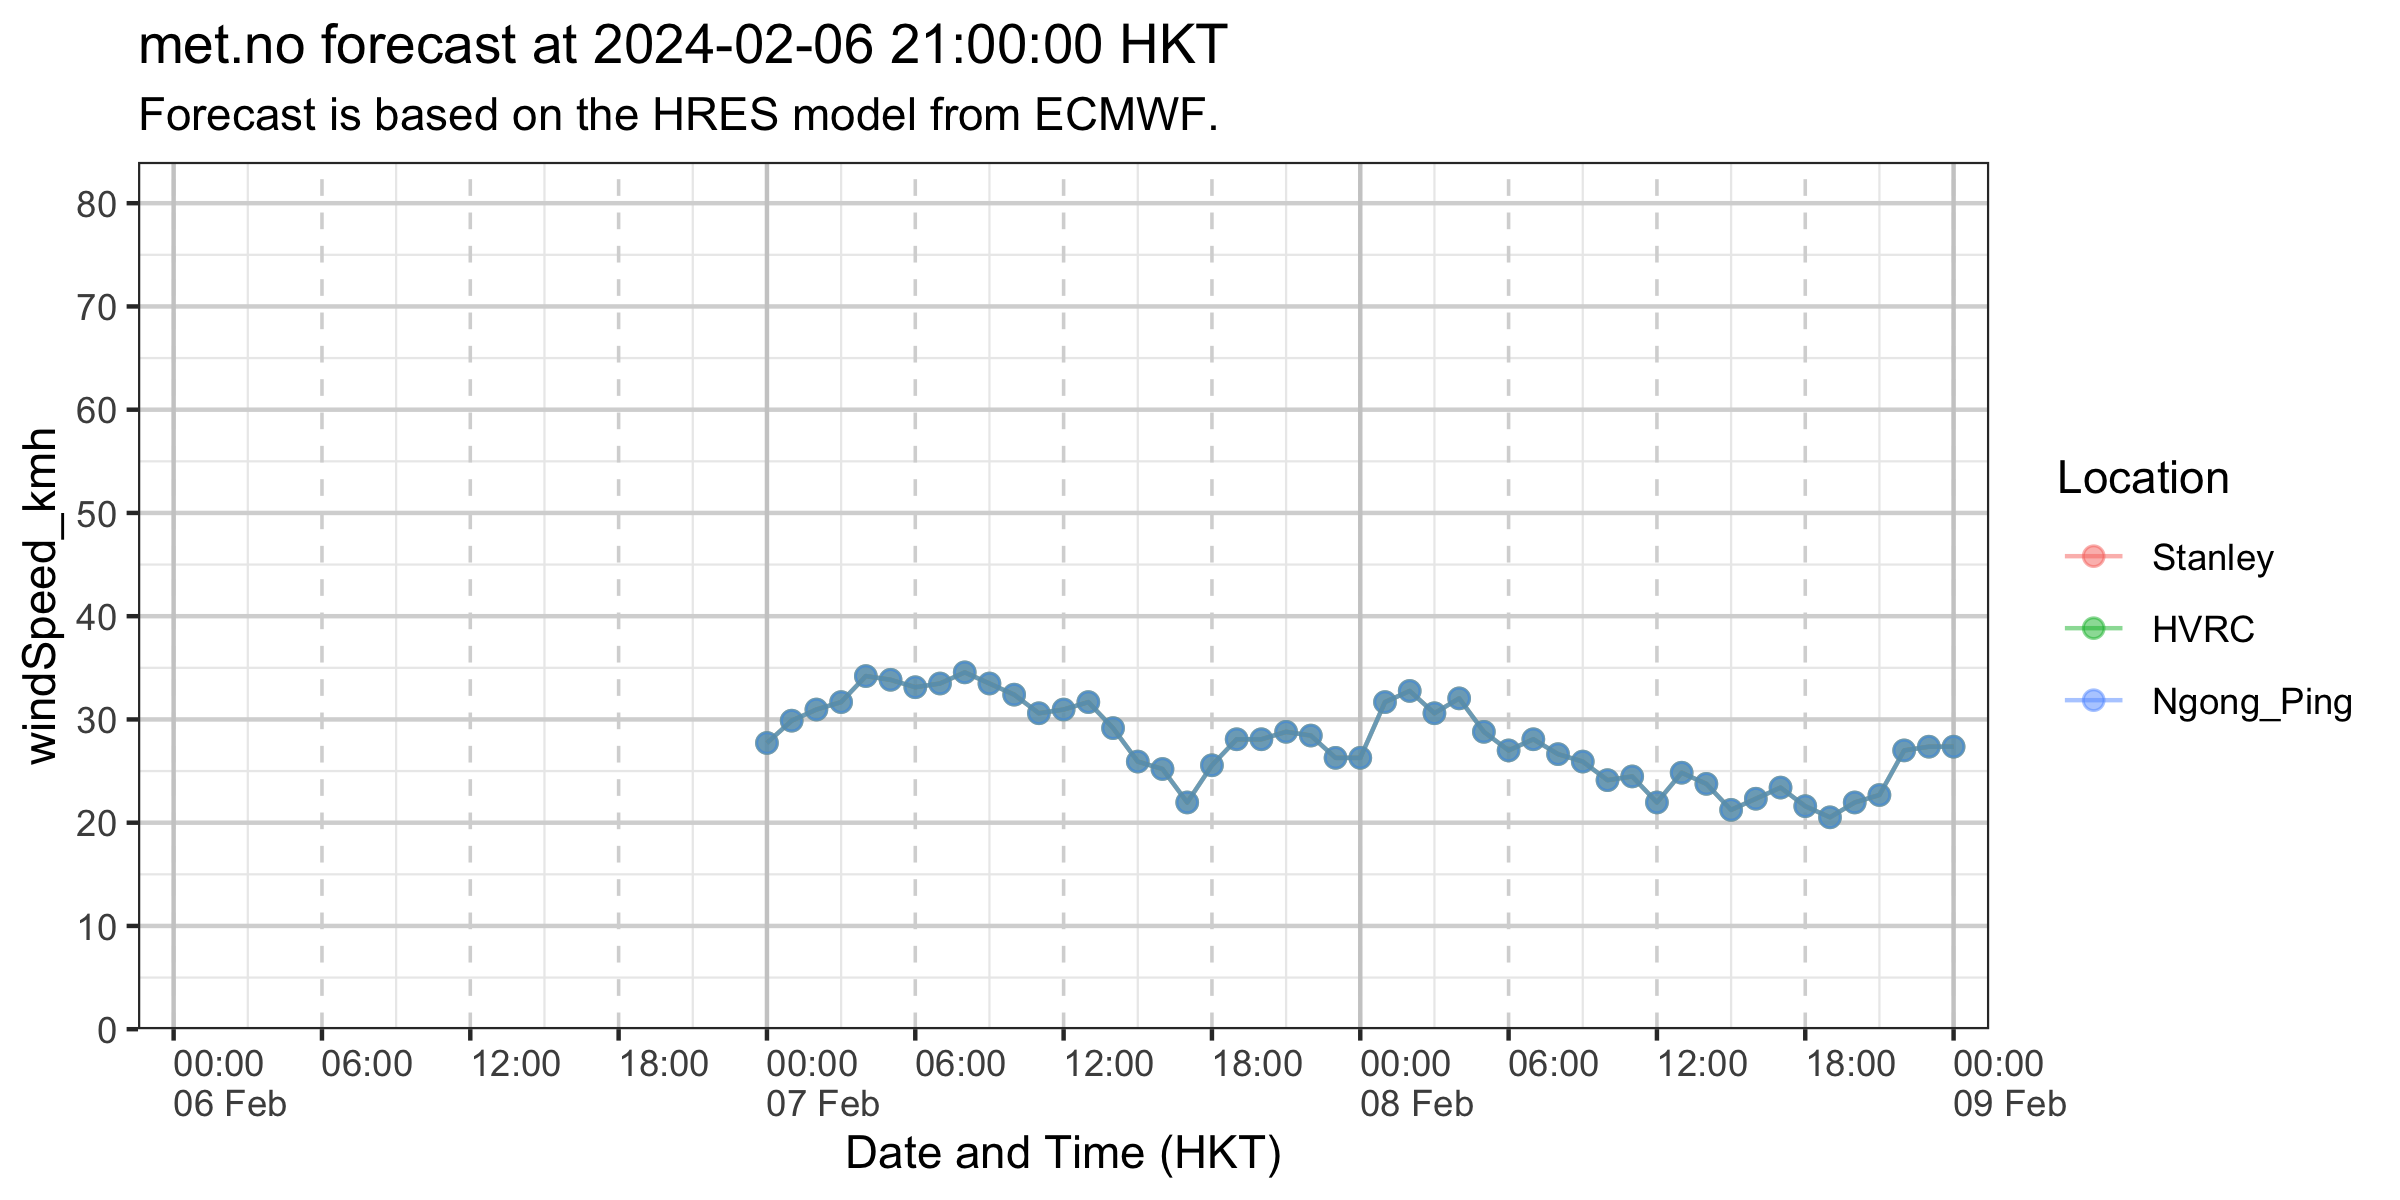 met.no forecast at 2024-02-06 21:00:00 HKT
Forecast is based on the HRES model from ECMWF.
windSpeed_kmh
80
70
60
50
40
30
20
10
0
00:00 06:00 12:00 18:00 00:00 06:00 12:00 18:00 00:00 06:00 12:00 18:00 00:00
06 Feb 07 Feb 08 Feb 09 Feb
Date and Time (HKT)
Location
Stanley
HVRC
Ngong_Ping